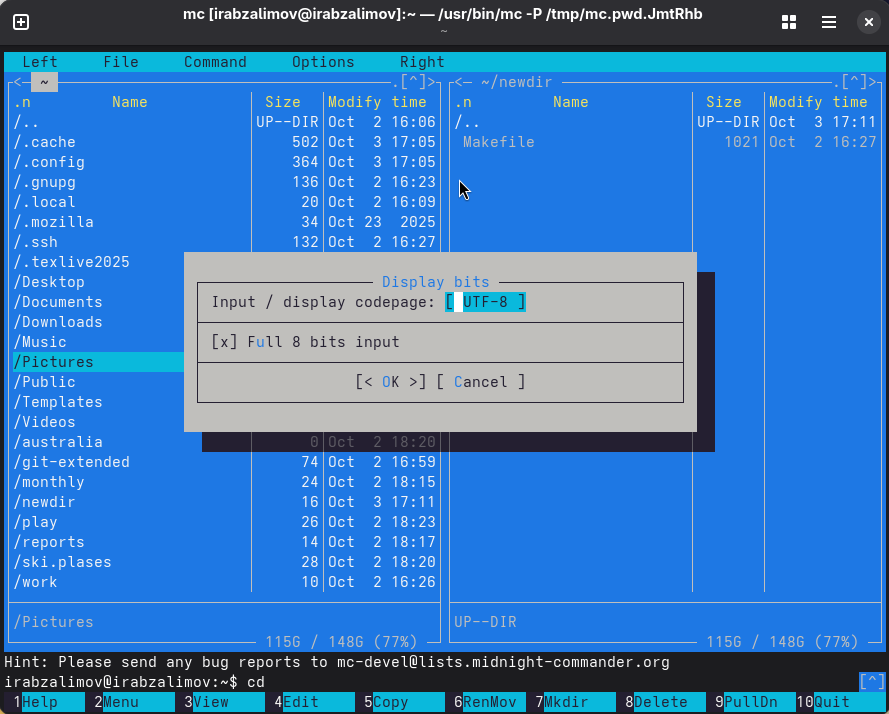 mc [irabzalimov@irabzalimov]:~ — /usr/bin/mc -P /tmp/mc.pwd.JmtRhb
~
Left File Command Options Right
<— ~ .[^]> <— ~/newdir .[^]>
.n Name Size Modify time .n Name Size Modify time
/.. UP--DIR Oct 2 16:06 /.. UP--DIR Oct 3 17:11
/.cache 502 Oct 3 17:05 Makefile 1021 Oct 2 16:27
/.config 364 Oct 3 17:05
/.gnupg 136 Oct 2 16:23
/.local 20 Oct 2 16:09
/.mozilla 34 Oct 23 2025
/.ssh 132 Oct 2 16:27
/.texlive2025
/Desktop
/Documents
/Downloads
/Music
/Pictures
/Public
/Templates
/Videos
Display bits
Input / display codepage: [ UTF-8 ]
[x] Full 8 bits input
[< OK >] [ Cancel ]
/australia 0 Oct 2 18:20
/git-extended 74 Oct 2 16:59
/monthly 24 Oct 2 18:15
/newdir 16 Oct 3 17:11
/play 26 Oct 2 18:23
/reports 14 Oct 2 18:17
/ski.plases 28 Oct 2 18:20
/work 10 Oct 2 16:26
/Pictures UP--DIR
115G / 148G (77%) 115G / 148G (77%)
Hint: Please send any bug reports to mc-devel@lists.midnight-commander.org
irabzalimov@irabzalimov:~$ cd [^]
1Help 2Menu 3View 4Edit 5Copy 6RenMov 7Mkdir 8Delete 9PullDn 10Quit